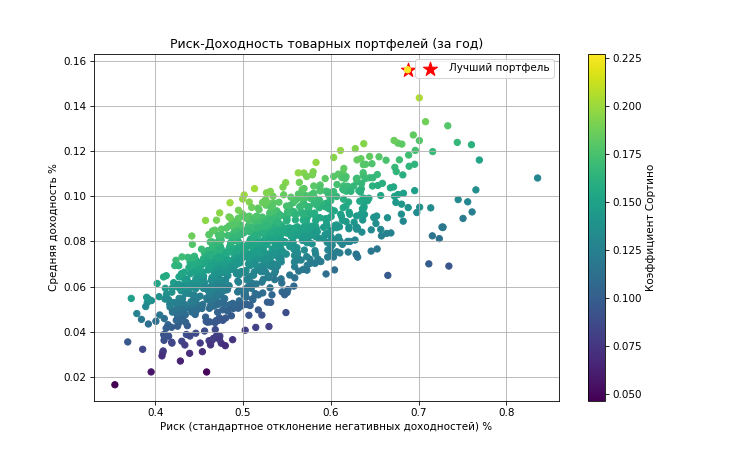 Риск-Доходность товарных портфелей (за год)
Лучший портфель
Средняя доходность %
0.16
0.14
0.12
0.10
0.08
0.06
0.04
0.02
0.4 0.5 0.6 0.7 0.8
Риск (стандартное отклонение негативных доходностей) %
0.225
0.200
0.175
0.150
0.125
0.100
0.075
0.050
Коэффициент Сортино